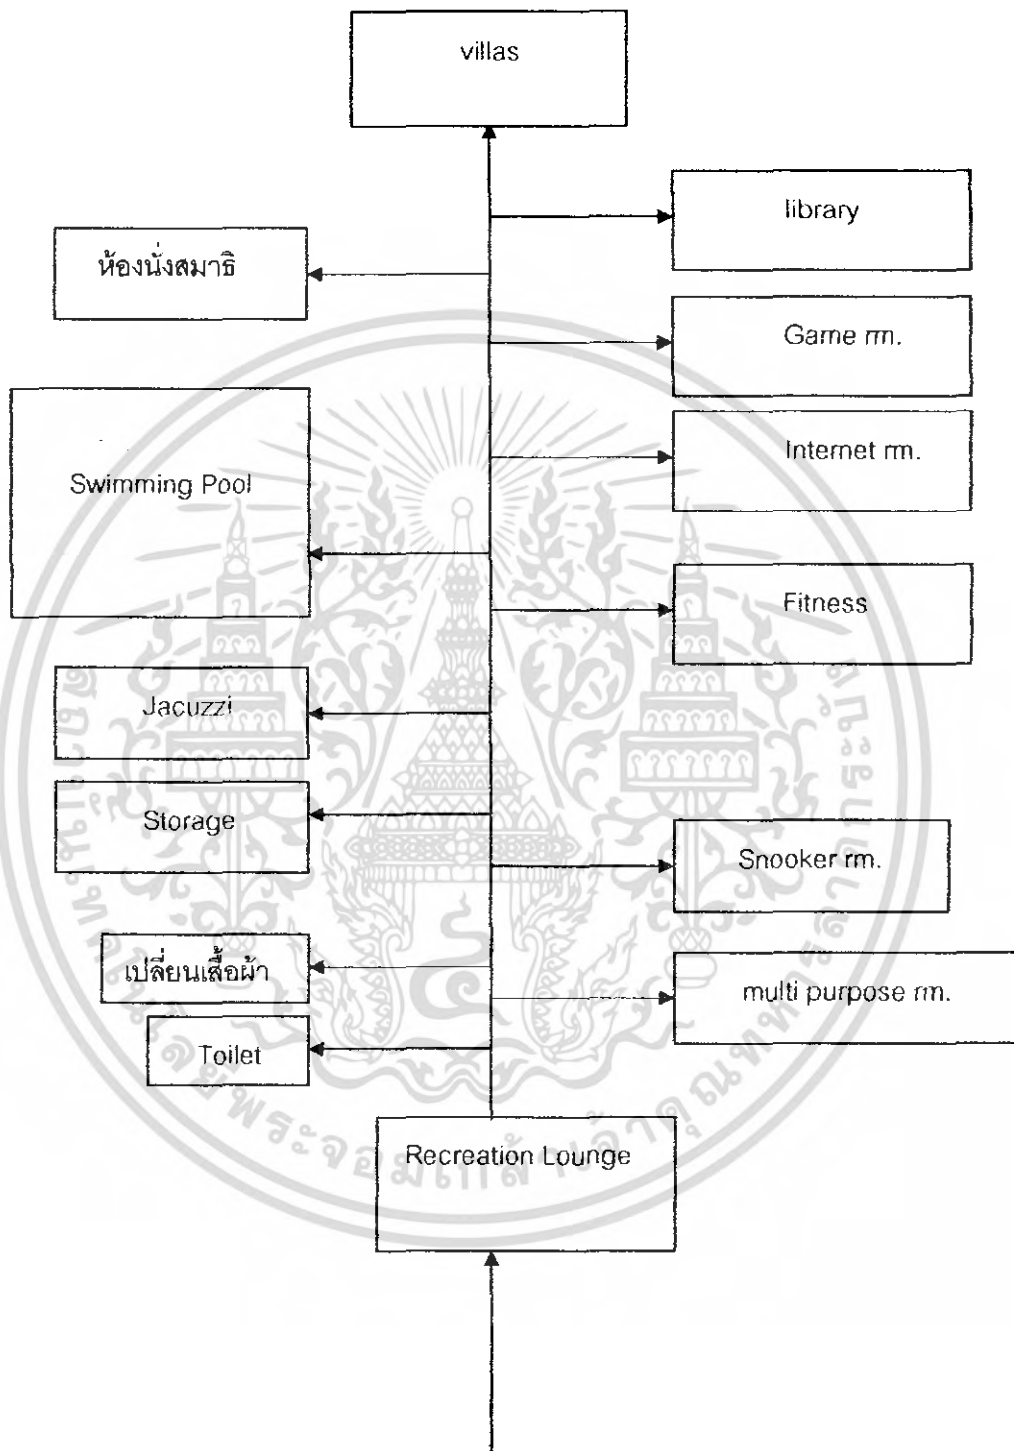 villas
library
ห้องนั่งสมาธิ
Game rm.
Internet rm.
Swimming Pool
Fitness
Jacuzzi
Storage
Snooker rm.
เปลี่ยนเสื้อผ้า
multi purpose rm.
Toilet
Recreation Lounge